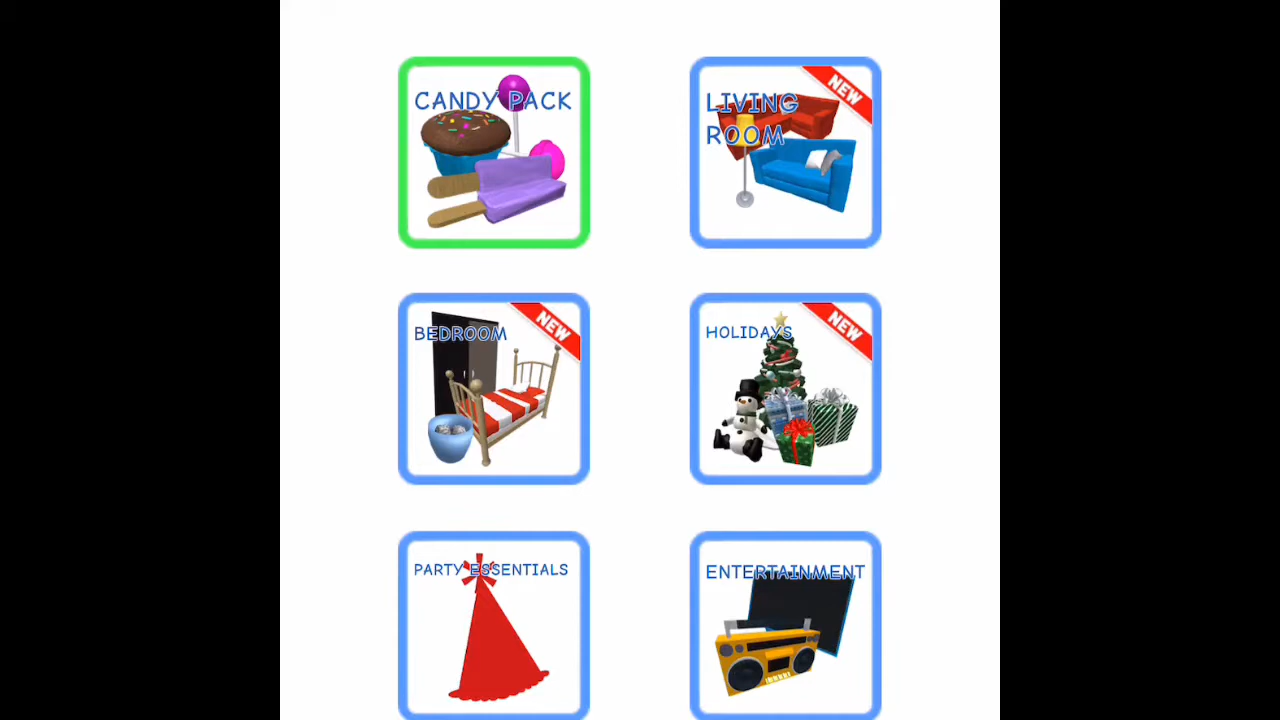 CANDY PACK
LIVING
ROOM
NEW
BEDROOM
NEW
HOLIDAYS
NEW
PARTY ESSENTIALS
ENTERTAINMENT